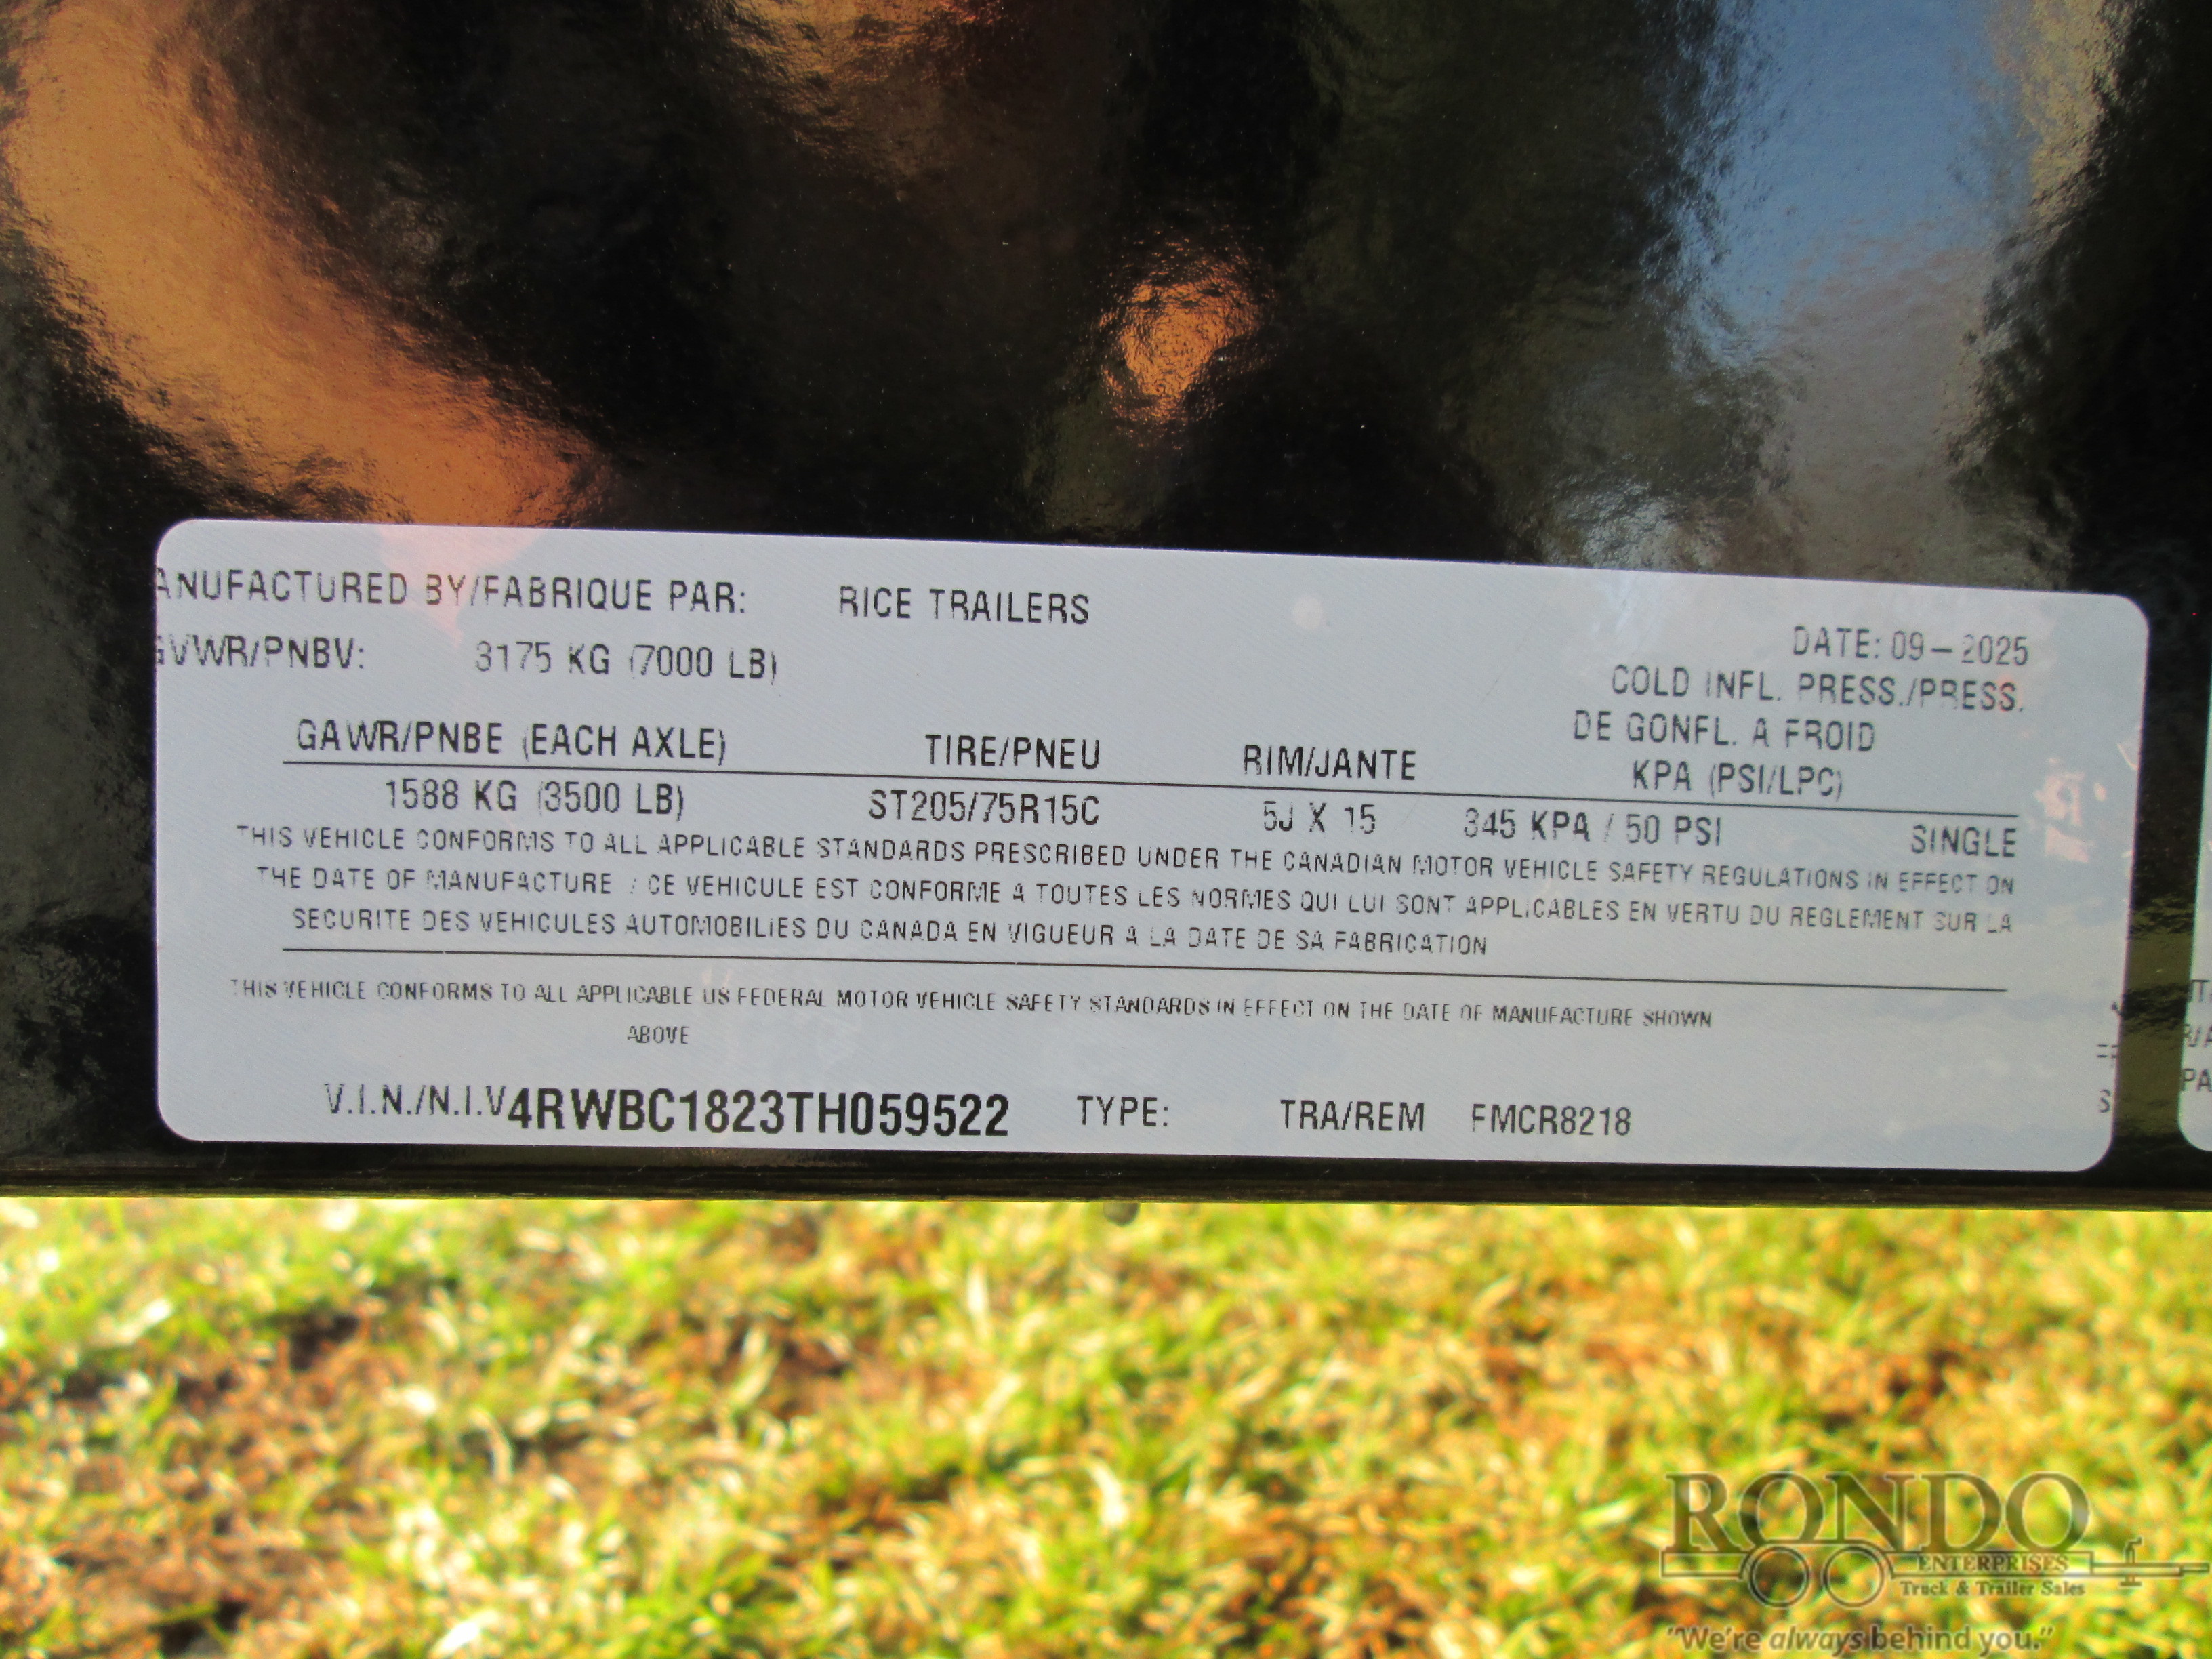 ANUFACTURED BY/FABRIQUE PAR: RICE TRAILERS
DATE: 09-2025
GVWR/PNBV: 3175 KG (7000 LB)
COLD INFL. PRESS./PRESS.
DE GONFL. A FROID
GAWR/PNBE (EACH AXLE) TIRE/PNEU RIM/JANTE KPA (PSI/LPC)
1588 KG (3500 LB) ST205/75R15C 5J X 15 345 KPA / 50 PSI SINGLE
THIS VEHICLE CONFORMS TO ALL APPLICABLE STANDARDS PRESCRIBED UNDER THE CANADIAN MOTOR VEHICLE SAFETY REGULATIONS IN EFFECT ON
THE DATE OF MANUFACTURE / CE VEHICULE EST CONFORME A TOUTES LES NORMES QUI LUI SONT APPLICABLES EN VERTU DU REGLEMENT SUR LA
SECURITE DES VEHICULES AUTOMOBILIES DU CANADA EN VIGUEUR A LA DATE DE SA FABRICATION
THIS VEHICLE CONFORMS TO ALL APPLICABLE US FEDERAL MOTOR VEHICLE SAFETY STANDARDS IN EFFECT ON THE DATE OF MANUFACTURE SHOWN
ABOVE
V.I.N./N.I.V 4RWBC1823TH059522 TYPE: TRA/REM FMCR8218
RONDO
ENTERPRISES
Truck & Trailer Sales
"We're always behind you."